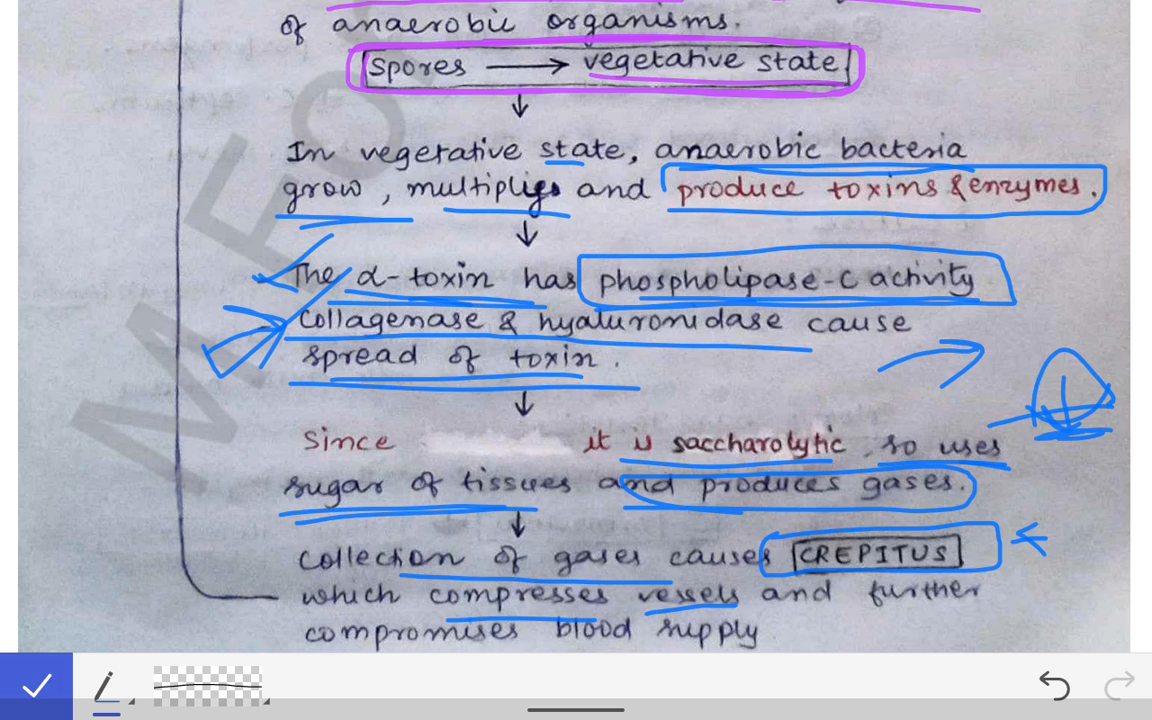 of anaerobic organisms.
Spores → vegetative state
↓
In vegetative state, anaerobic bacteria
grow, multiplies and produce toxins & enzymes.
↓
The α-toxin has phospholipase-C activity
Collagenase & hyaluronidase cause
spread of toxin.
↓
Since it is saccharolytic so uses
sugar of tissues and produces gases.
↓
Collection of gases causes CREPITUS
which compresses vessels and further
compromises blood supply